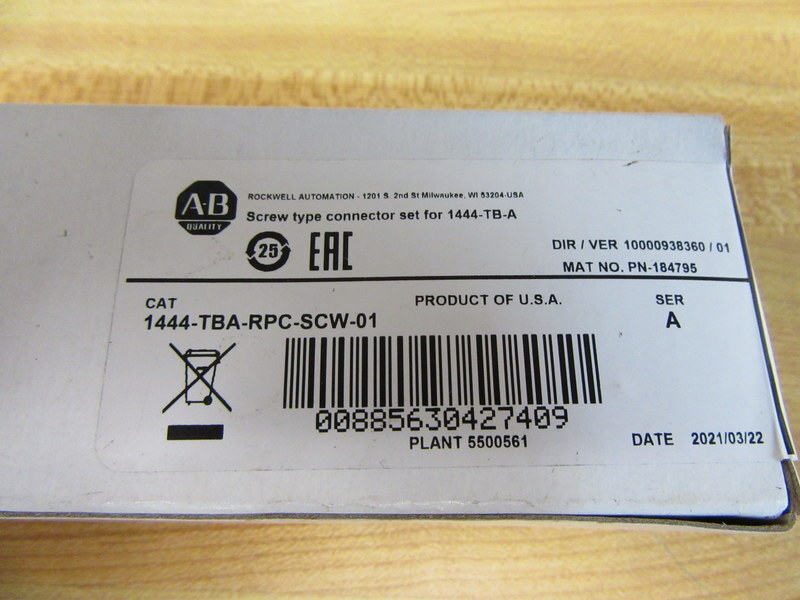 A·B
QUALITY
ROCKWELL AUTOMATION - 1201 S. 2nd St Milwaukee, WI 53204-USA
Screw type connector set for 1444-TB-A
25
EAC
DIR / VER 10000938360 / 01
MAT NO. PN-184795
CAT
1444-TBA-RPC-SCW-01
PRODUCT OF U.S.A.
SER
A
00885630427409
PLANT 5500561
DATE 2021/03/22